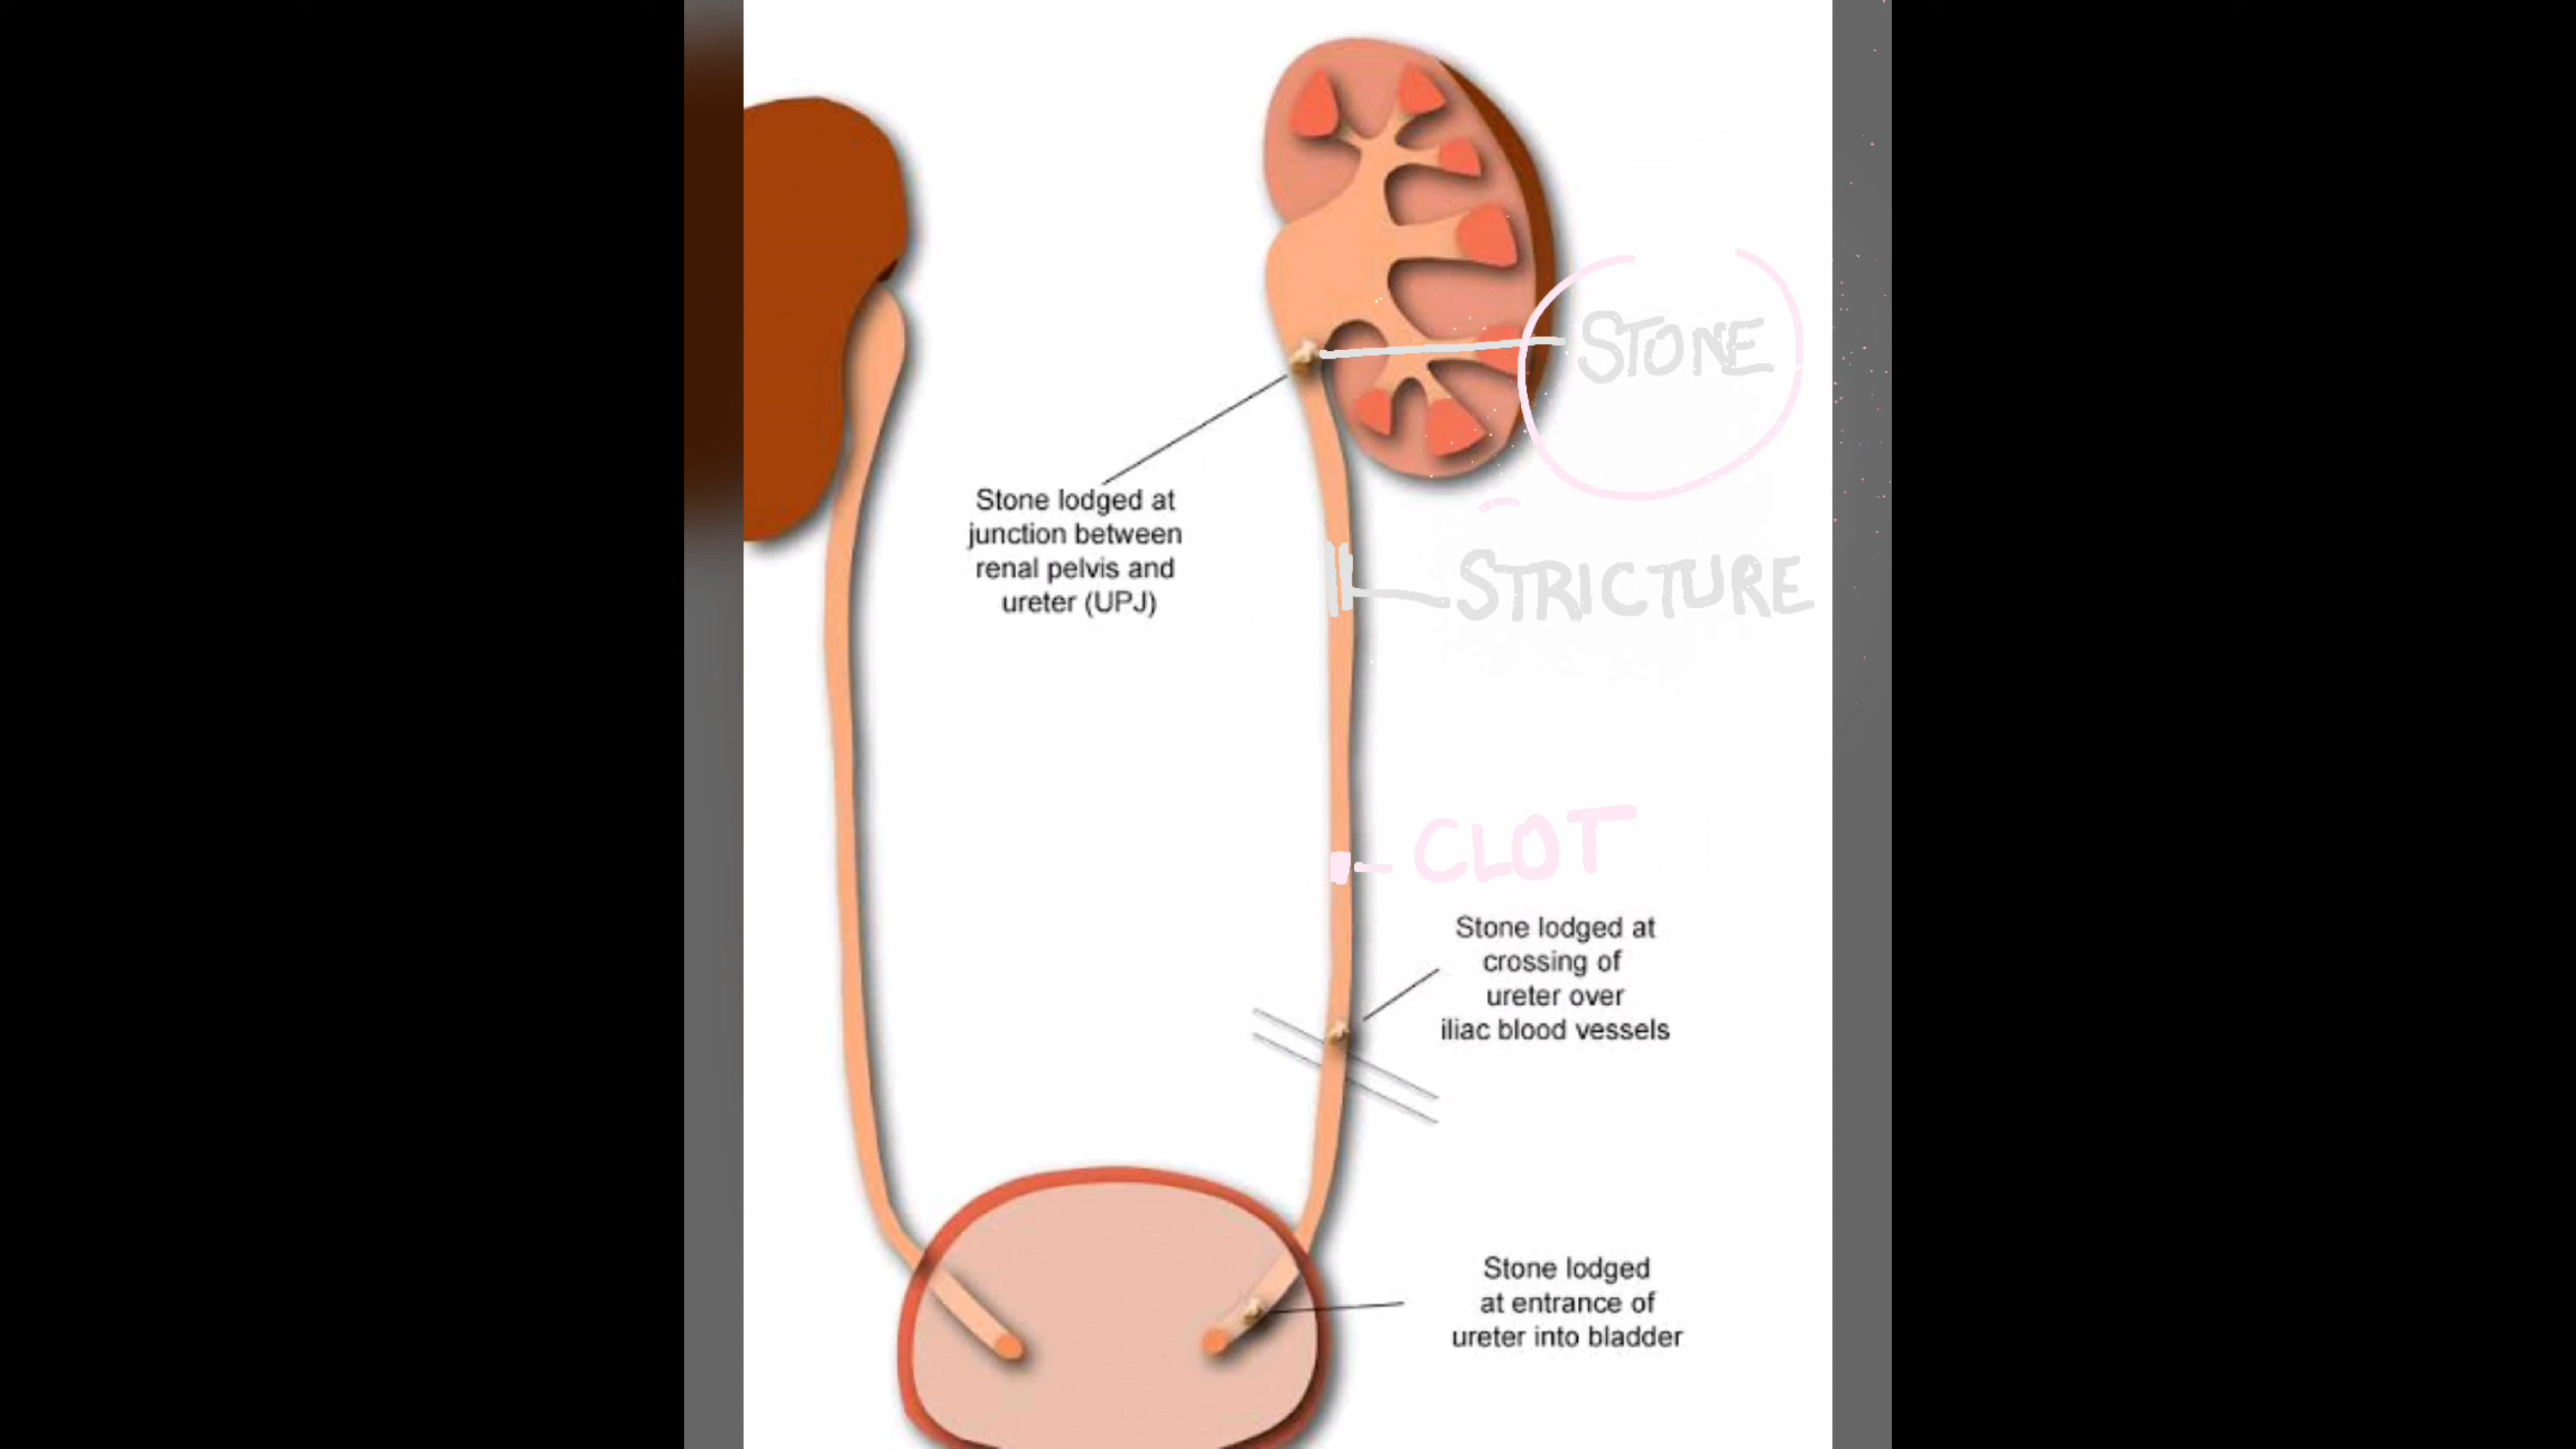 STONE
Stone lodged at
junction between
renal pelvis and
ureter (UPJ)
STRICTURE
CLOT
Stone lodged at
crossing of
ureter over
iliac blood vessels
Stone lodged
at entrance of
ureter into bladder